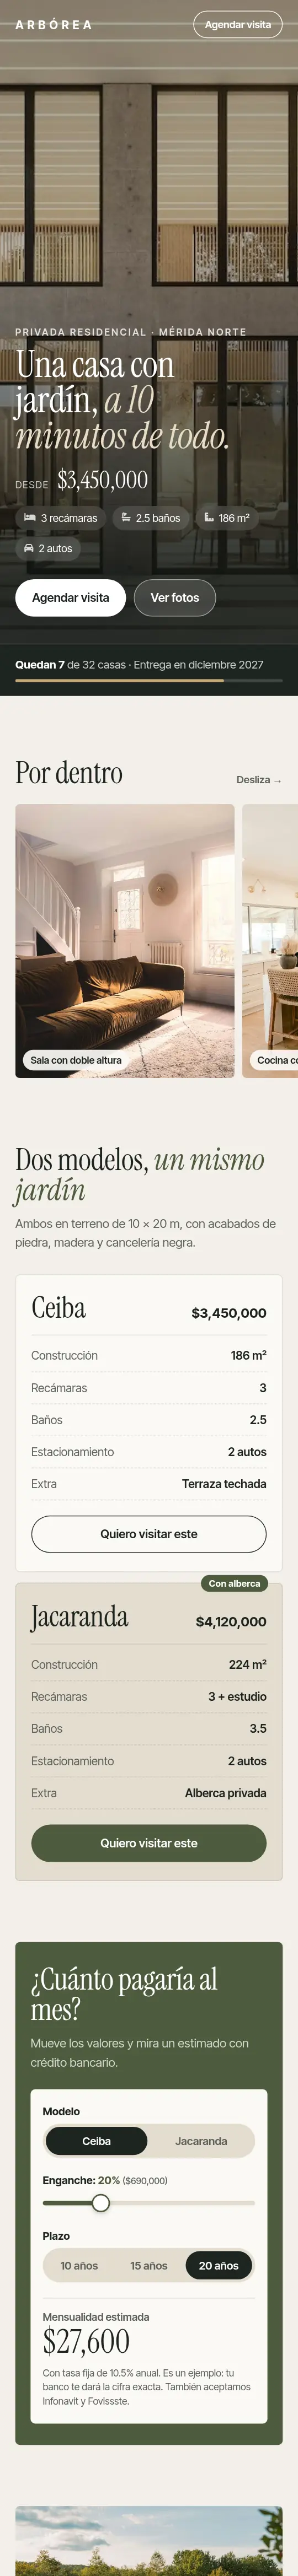 ARBÓREA
Agendar visita
PRIVADA RESIDENCIAL · MÉRIDA NORTE
Una casa con
jardín, a 10
minutos de todo.
DESDE $3,450,000
3 recámaras
2.5 baños
186 m²
2 autos
Agendar visita
Ver fotos
Quedan 7 de 32 casas · Entrega en diciembre 2027
Por dentro
Desliza →
Sala con doble altura
Cocina co
Dos modelos, un mismo
jardín
Ambos en terreno de 10 × 20 m, con acabados de
piedra, madera y cancelería negra.
Ceiba
$3,450,000
Construcción 186 m²
Recámaras 3
Baños 2.5
Estacionamiento 2 autos
Extra Terraza techada
Quiero visitar este
Con alberca
Jacaranda
$4,120,000
Construcción 224 m²
Recámaras 3 + estudio
Baños 3.5
Estacionamiento 2 autos
Extra Alberca privada
Quiero visitar este
¿Cuánto pagaría al
mes?
Mueve los valores y mira un estimado con
crédito bancario.
Modelo
Ceiba
Jacaranda
Enganche: 20% ($690,000)
Plazo
10 años
15 años
20 años
Mensualidad estimada
$27,600
Con tasa fija de 10.5% anual. Es un ejemplo: tu
banco te dará la cifra exacta. También aceptamos
Infonavit y Fovissste.